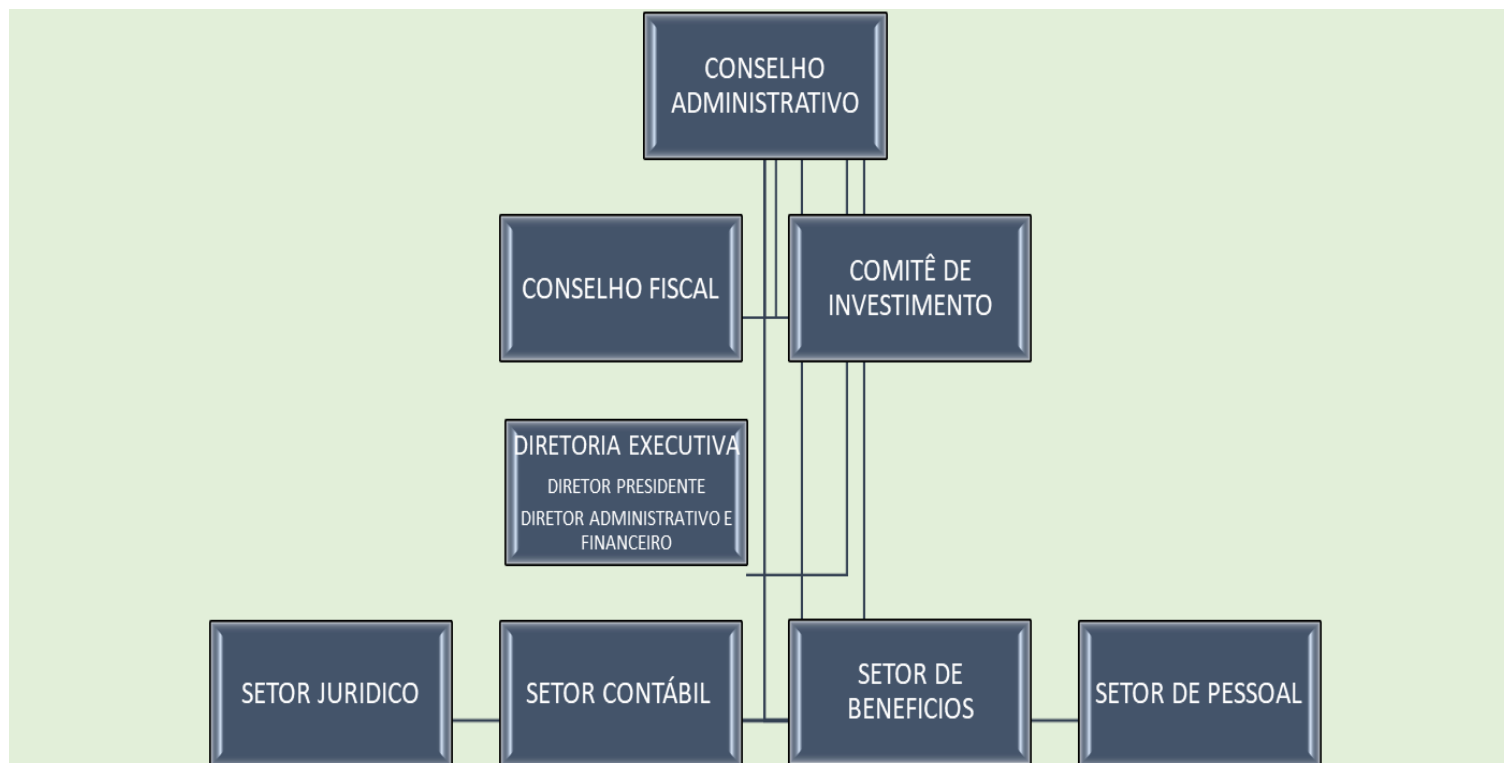 CONSELHO
ADMINISTRATIVO
CONSELHO FISCAL
COMITÊ DE
INVESTIMENTO
DIRETORIA EXECUTIVA
DIRETOR PRESIDENTE
DIRETOR ADMINISTRATIVO E
FINANCEIRO
SETOR JURIDICO
SETOR CONTÁBIL
SETOR DE
BENEFICIOS
SETOR DE PESSOAL